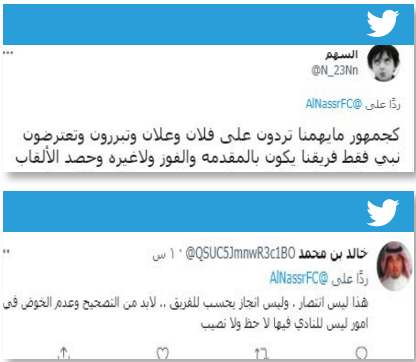 السهم
@N_23Nn
ردًا على @AlNassrFC
كجمهور مايهمنا تردون على فلان وعلان وتبررون وتعترضون
نبي فقط فريقنا يكون بالمقدمه والفوز ولاغيره وحصد الألقاب
خالد بن محمد @QSUC5JmnwR3c1B0 · ١٠ س
ردًا على @AlNassrFC
هذا ليس انتصار , وليس انجاز يحسب للفريق .. لابد من التصحيح وعدم الخوض في
امور ليس للنادي فيها لا حظ ولا نصيب